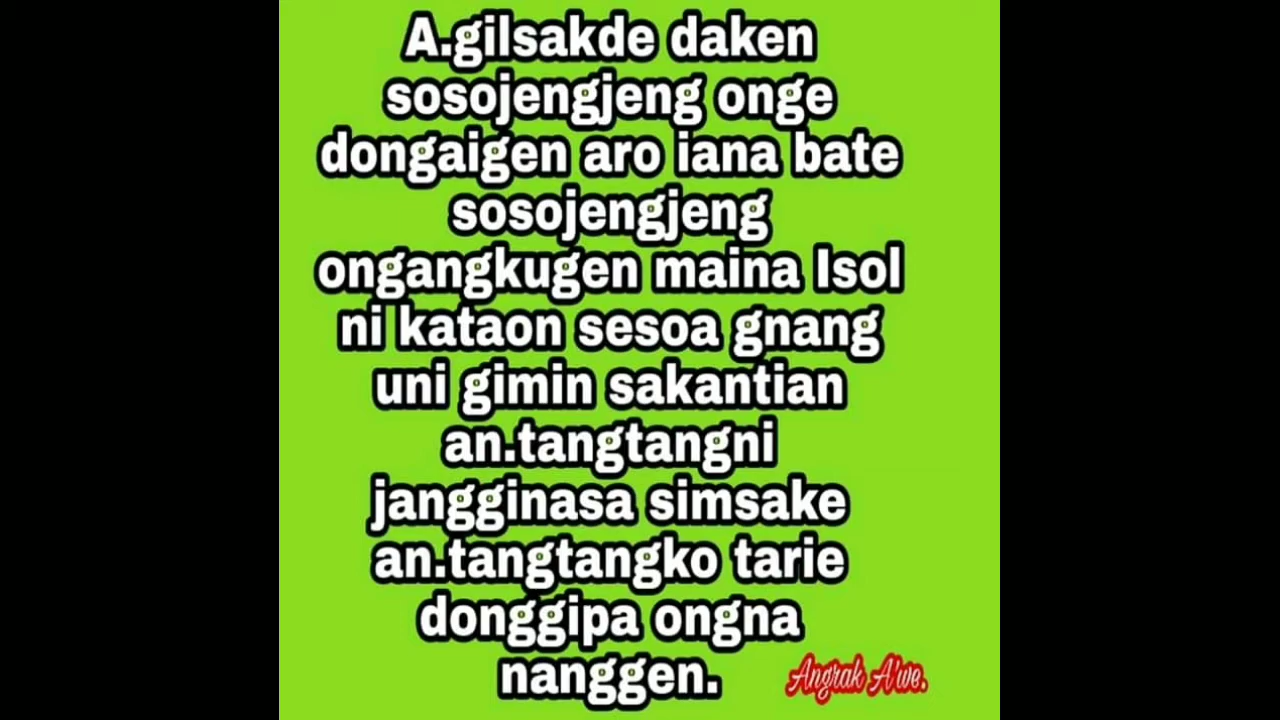 A.gilsakde daken
sosojengjeng onge
dongaigen aro iana bate
sosojengjeng
ongangkugen maina Isol
ni kataon sesoa gnang
uni gimin sakantian
an.tangtangni
jangginasa simsake
an.tangtangko tarie
donggipa ongna
nanggen.
Angrak A'we.